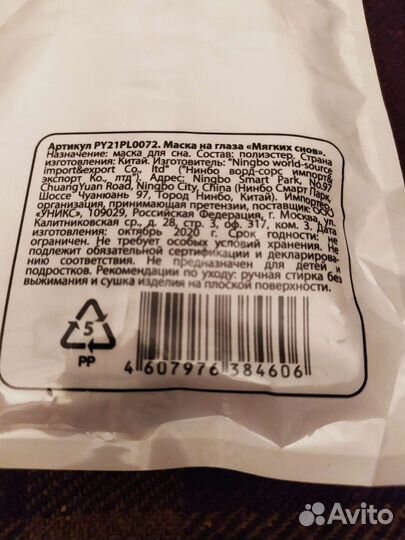 Артикул PY21PL0072. Маска на глаза «Мягких снов».
Назначение: маска для сна. Состав: полиэстер. Страна
изготовления: Китай. Изготовитель: "Ningbo world-source
import&export Co., ltd" ("Нинбо ворд-сорс импорт&
экспорт Ко., лтд"). Адрес: Ningbo Smart Park, No.97
ChuangYuan Road, Ningbo City, China (Нинбо Смарт Парк,
Шоссе Чуанюань 97, Город Нинбо, Китай). Импортёр,
организация, принимающая претензии, поставщик: ООО
«УНИКС», 109029, Российская Федерация, г. Москва, ул.
Калитниковская ср., д. 28, стр. 3, оф. 317, ком. 3. Дата
изготовления: октябрь 2020 г. Срок годности: не
ограничен. Не требует особых условий хранения. Не
подлежит обязательной сертификации и декларирова-
нию соответствия. Не предназначен для детей и
подростков. Рекомендации по уходу: ручная стирка без
выжимания и сушка изделия на плоской поверхности.
5
PP
4 607976 384606
Avito